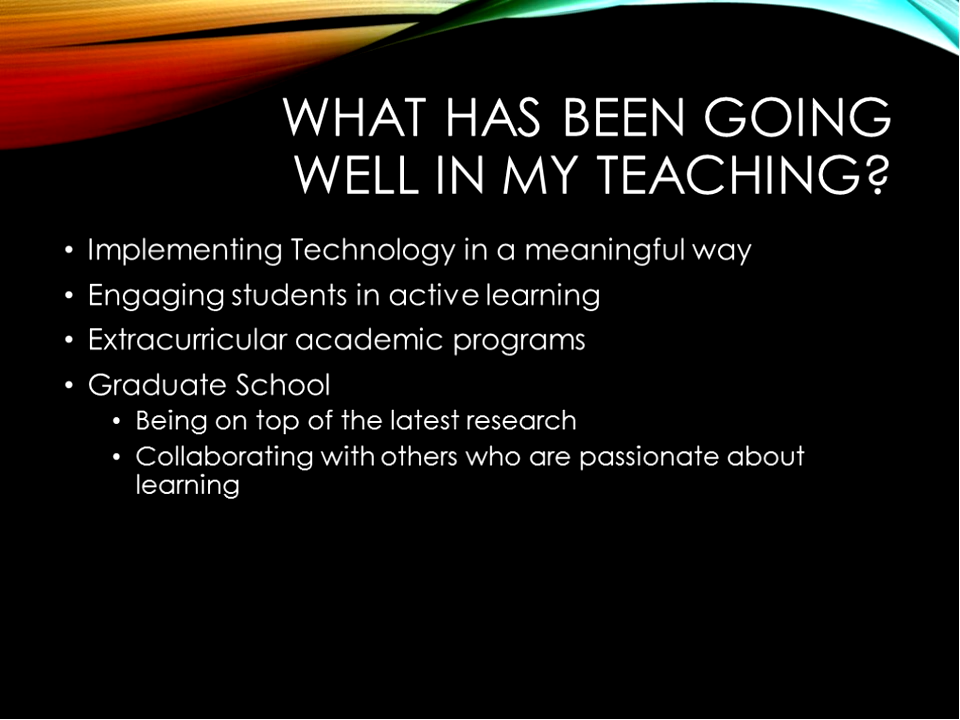 WHAT HAS BEEN GOING
WELL IN MY TEACHING?
• Implementing Technology in a meaningful way
• Engaging students in active learning
• Extracurricular academic programs
• Graduate School
• Being on top of the latest research
• Collaborating with others who are passionate about
learning